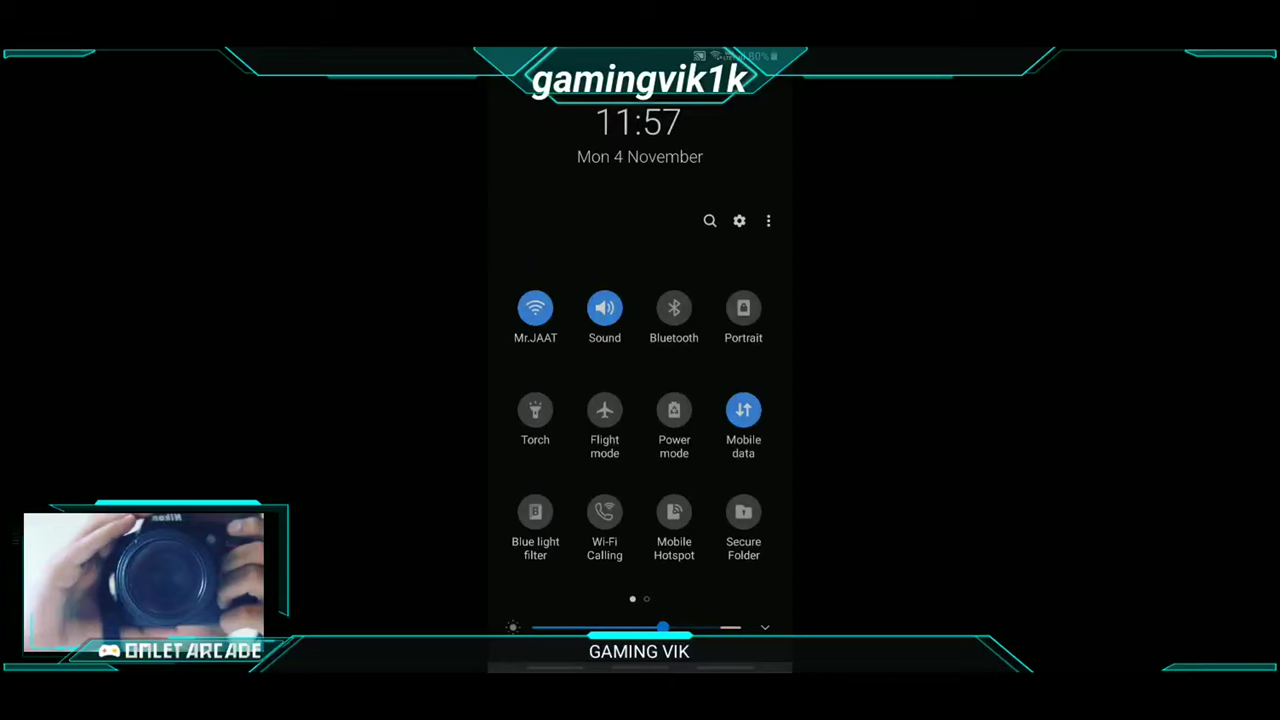 80%
gamingvik1k
11:57
Mon 4 November
Mr.JAAT
Sound
Bluetooth
Portrait
Torch
Flight
mode
Power
mode
Mobile
data
Blue light
filter
Wi-Fi
Calling
Mobile
Hotspot
Secure
Folder
OMLET ARCADE
GAMING VIK